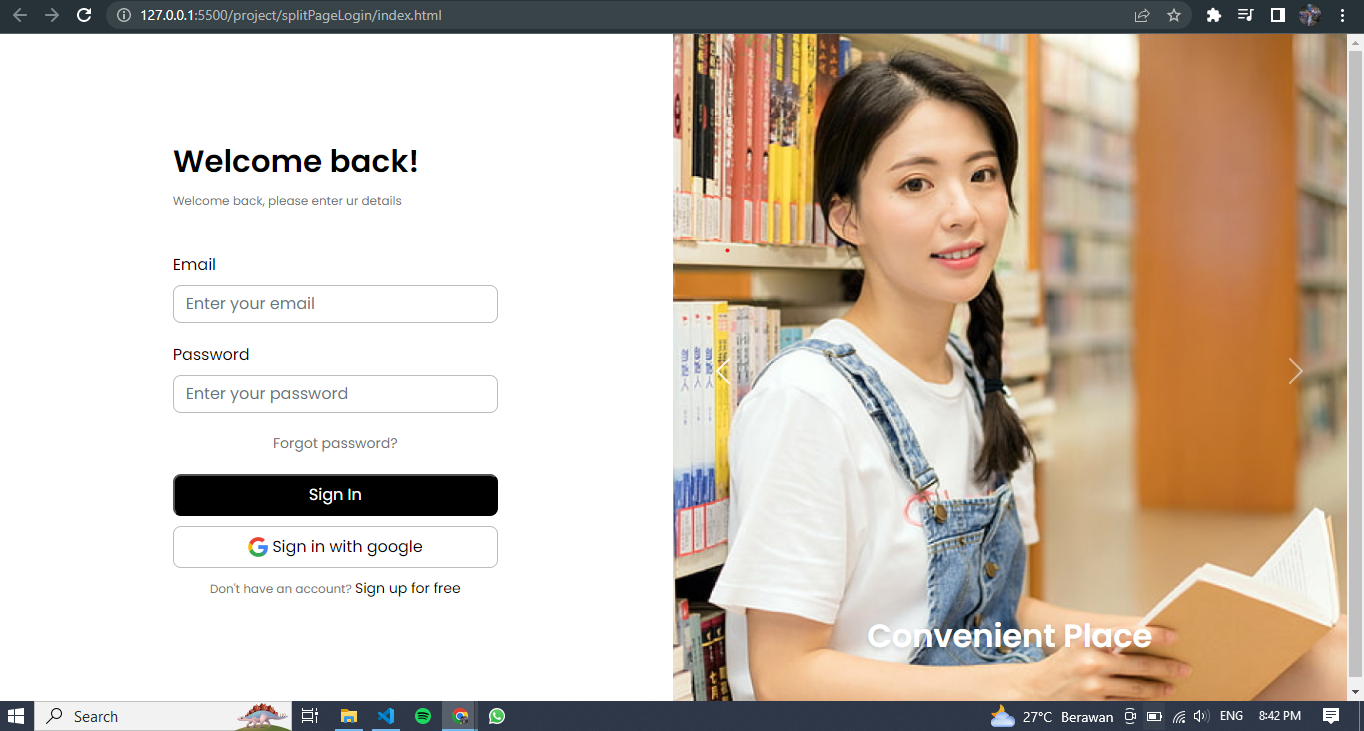 127.0.0.1:5500/project/splitPageLogin/index.html
Welcome back!
Welcome back, please enter ur details
Email
Enter your email
Password
Enter your password
Forgot password?
Sign In
Sign in with google
Don't have an account? Sign up for free
Convenient Place
Search
27°C Berawan
ENG
8:42 PM